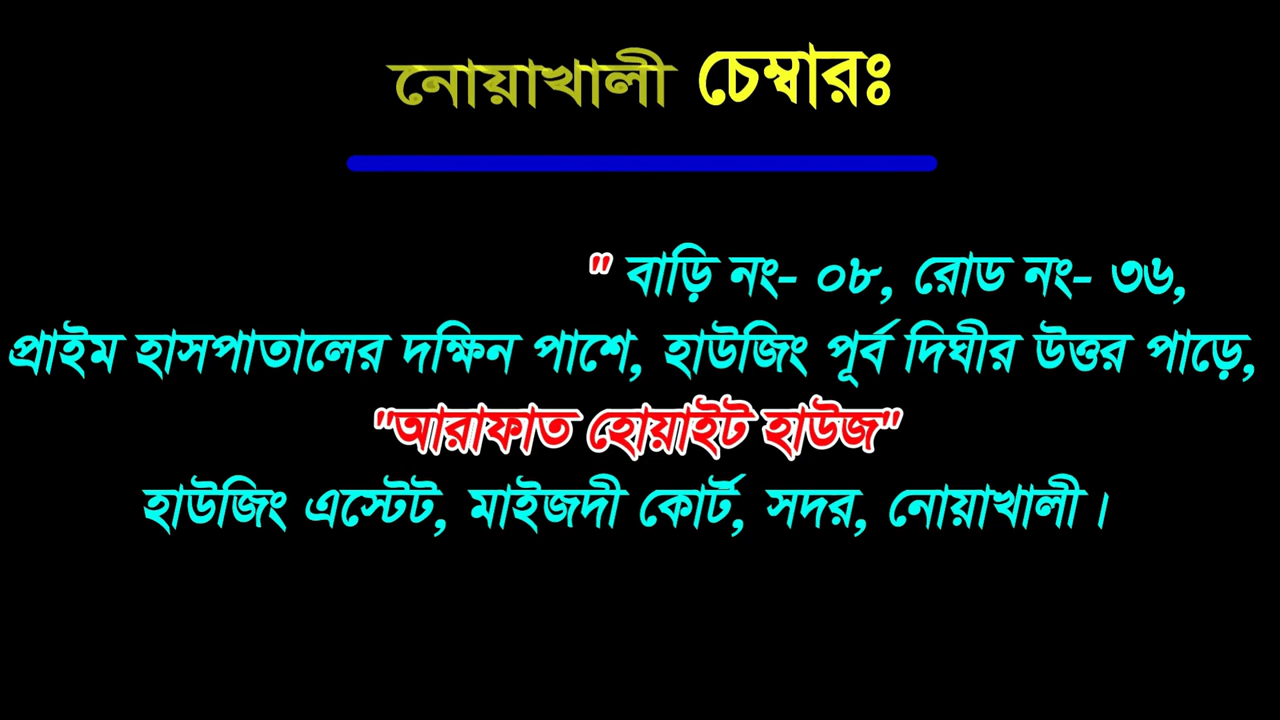 নোয়াখালী চেম্বারঃ
" বাড়ি নং- ০৮, রোড নং- ৩৬,
প্রাইম হাসপাতালের দক্ষিন পাশে, হাউজিং পূর্ব দিঘীর উত্তর পাড়ে,
"আরাফাত হোয়াইট হাউজ"
হাউজিং এস্টেট, মাইজদী কোর্ট, সদর, নোয়াখালী।